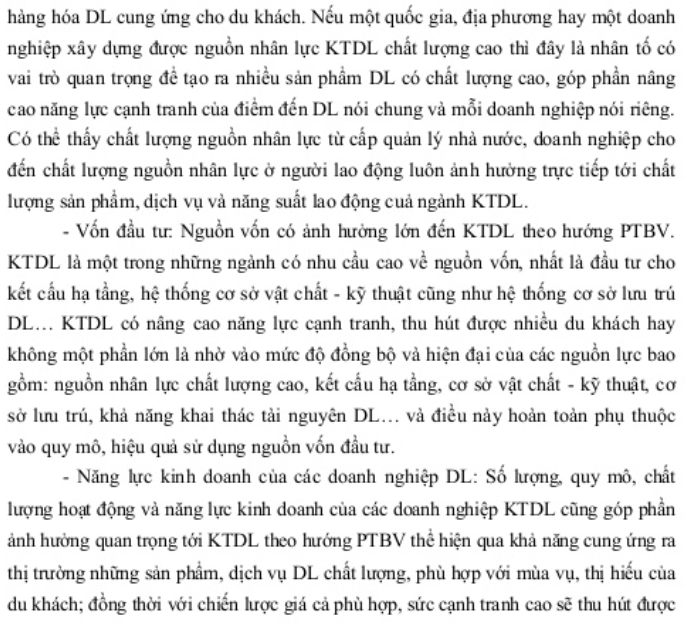 hàng hóa DL cung ứng cho du khách. Nếu một quốc gia, địa phương hay một doanh
nghiệp xây dựng được nguồn nhân lực KTDL chất lượng cao thì đây là nhân tố có
vai trò quan trọng để tạo ra nhiều sản phẩm DL có chất lượng cao, góp phần nâng
cao năng lực cạnh tranh của điểm đến DL nói chung và mỗi doanh nghiệp nói riêng.
Có thể thấy chất lượng nguồn nhân lực từ cấp quản lý nhà nước, doanh nghiệp cho
đến chất lượng nguồn nhân lực ở người lao động luôn ảnh hưởng trực tiếp tới chất
lượng sản phẩm, dịch vụ và năng suất lao động cuả ngành KTDL.
- Vốn đầu tư: Nguồn vốn có ảnh hưởng lớn đến KTDL theo hướng PTBV.
KTDL là một trong những ngành có nhu cầu cao về nguồn vốn, nhất là đầu tư cho
kết cấu hạ tầng, hệ thống cơ sở vật chất - kỹ thuật cũng như hệ thống cơ sở lưu trú
DL... KTDL có nâng cao năng lực cạnh tranh, thu hút được nhiều du khách hay
không một phần lớn là nhờ vào mức độ đồng bộ và hiện đại của các nguồn lực bao
gồm: nguồn nhân lực chất lượng cao, kết cấu hạ tầng, cơ sở vật chất - kỹ thuật, cơ
sở lưu trú, khả năng khai thác tài nguyên DL... và điều này hoàn toàn phụ thuộc
vào quy mô, hiệu quả sử dụng nguồn vốn đầu tư.
- Năng lực kinh doanh của các doanh nghiệp DL: Số lượng, quy mô, chất
lượng hoạt động và năng lực kinh doanh của các doanh nghiệp KTDL cũng góp phần
ảnh hưởng quan trọng tới KTDL theo hướng PTBV thể hiện qua khả năng cung ứng ra
thị trường những sản phẩm, dịch vụ DL chất lượng, phù hợp với mùa vụ, thị hiếu của
du khách; đồng thời với chiến lược giá cả phù hợp, sức cạnh tranh cao sẽ thu hút được